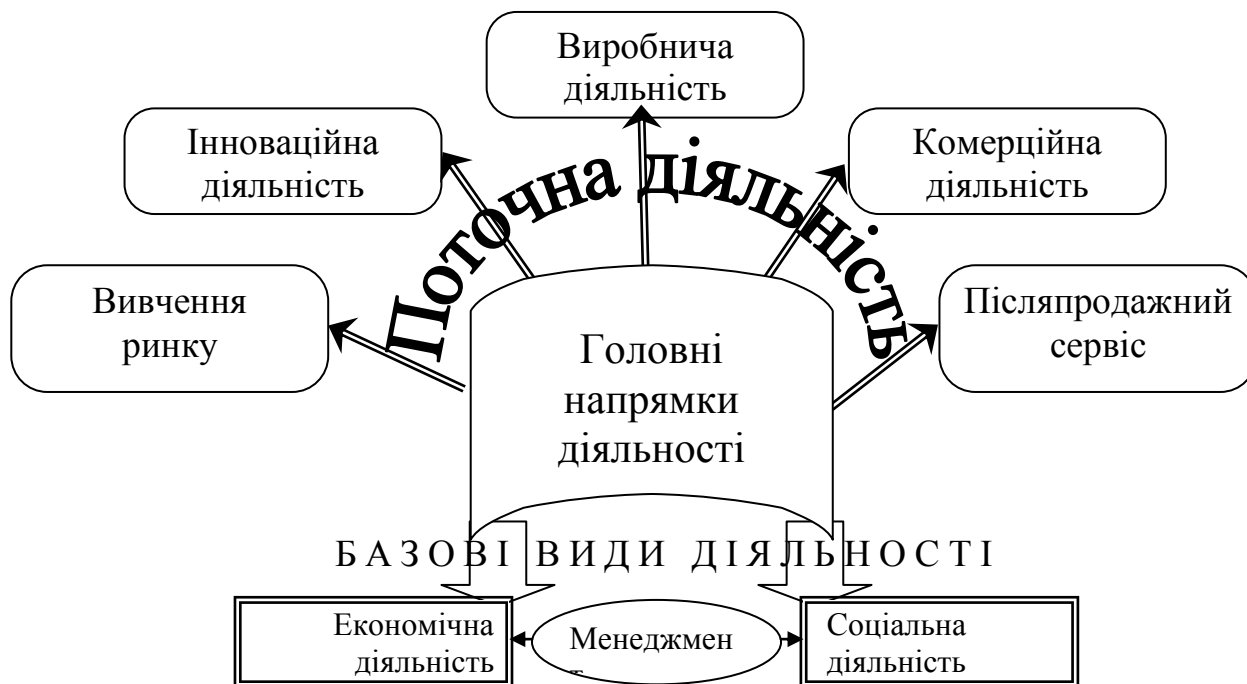 Виробнича
діяльність
Інноваційна
діяльність
Комерційна
діяльність
Поточна діяльність
Вивчення
ринку
Післяпродажний
сервіс
Головні
напрямки
діяльності
БАЗОВІ ВИДИ ДІЯЛЬНОСТІ
Економічна
діяльність
Менеджмен
т
Соціальна
діяльність